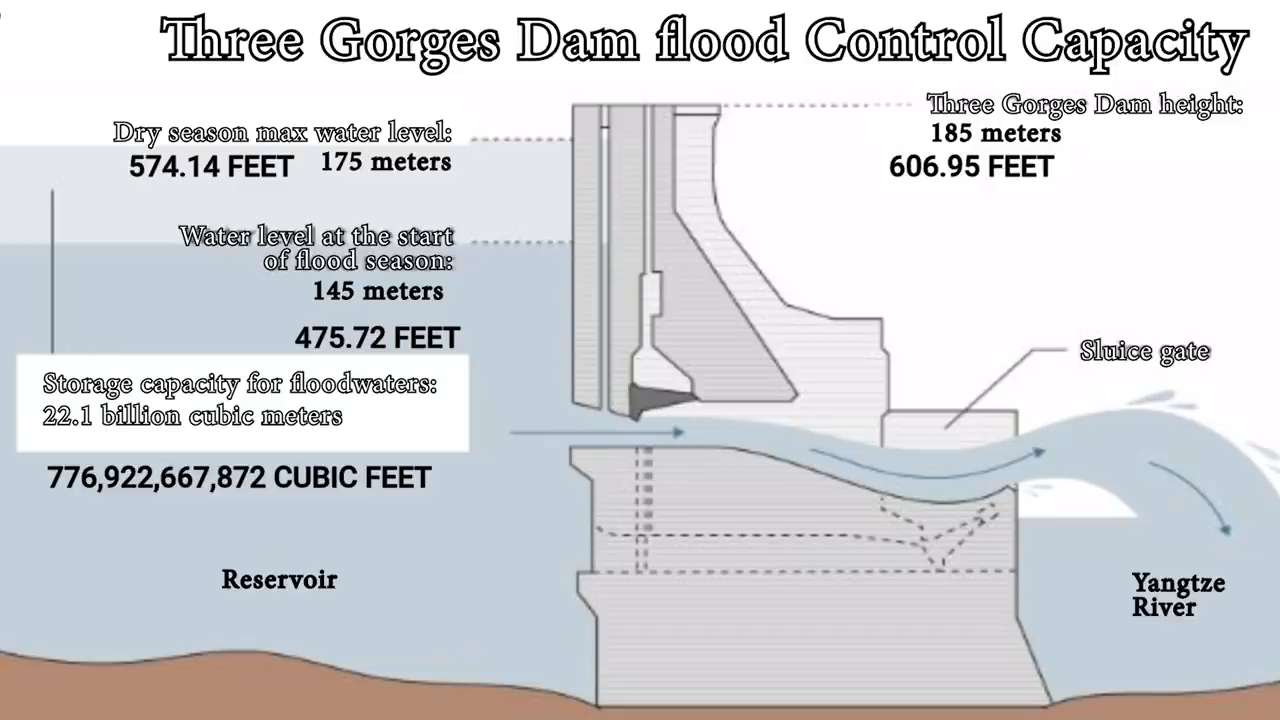 Three Gorges Dam flood Control Capacity
Three Gorges Dam height:
185 meters
606.95 FEET
Dry season max water level:
574.14 FEET 175 meters
Water level at the start
of flood season:
145 meters
475.72 FEET
Storage capacity for floodwaters:
22.1 billion cubic meters
776,922,667,872 CUBIC FEET
Sluice gate
Reservoir
Yangtze
River